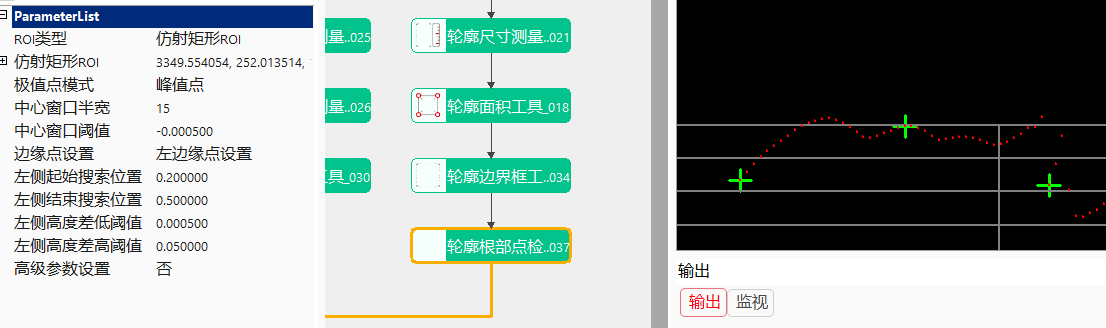 ParameterList
ROI类型 仿射矩形ROI
仿射矩形ROI 3349.554054, 252.013514,
极值点模式 峰值点
中心窗口半宽 15
中心窗口阈值 -0.000500
边缘点设置 左边缘点设置
左侧起始搜索位置 0.200000
左侧结束搜索位置 0.500000
左侧高度差低阈值 0.000500
左侧高度差高阈值 0.050000
高级参数设置 否
测量..025
测量..026
工具_030
轮廓尺寸测量..021
轮廓面积工具_018
轮廓边界框工..034
轮廓根部点检..037
输出
输出 监视